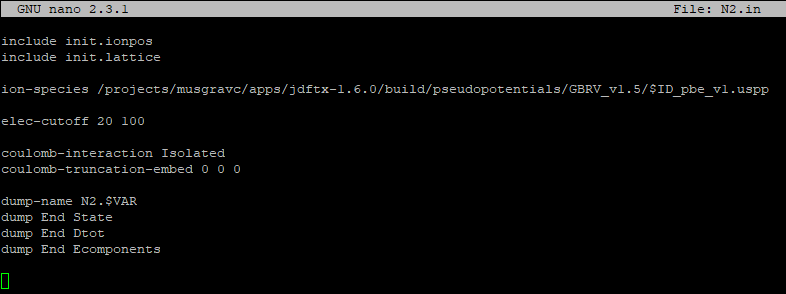 GNU nano 2.3.1 File: N2.in
include init.ionpos
include init.lattice
ion-species /projects/musgravc/apps/jdftx-1.6.0/build/pseudopotentials/GBRV_v1.5/$ID_pbe_v1.uspp
elec-cutoff 20 100
coulomb-interaction Isolated
coulomb-truncation-embed 0 0 0
dump-name N2.$VAR
dump End State
dump End Dtot
dump End Ecomponents